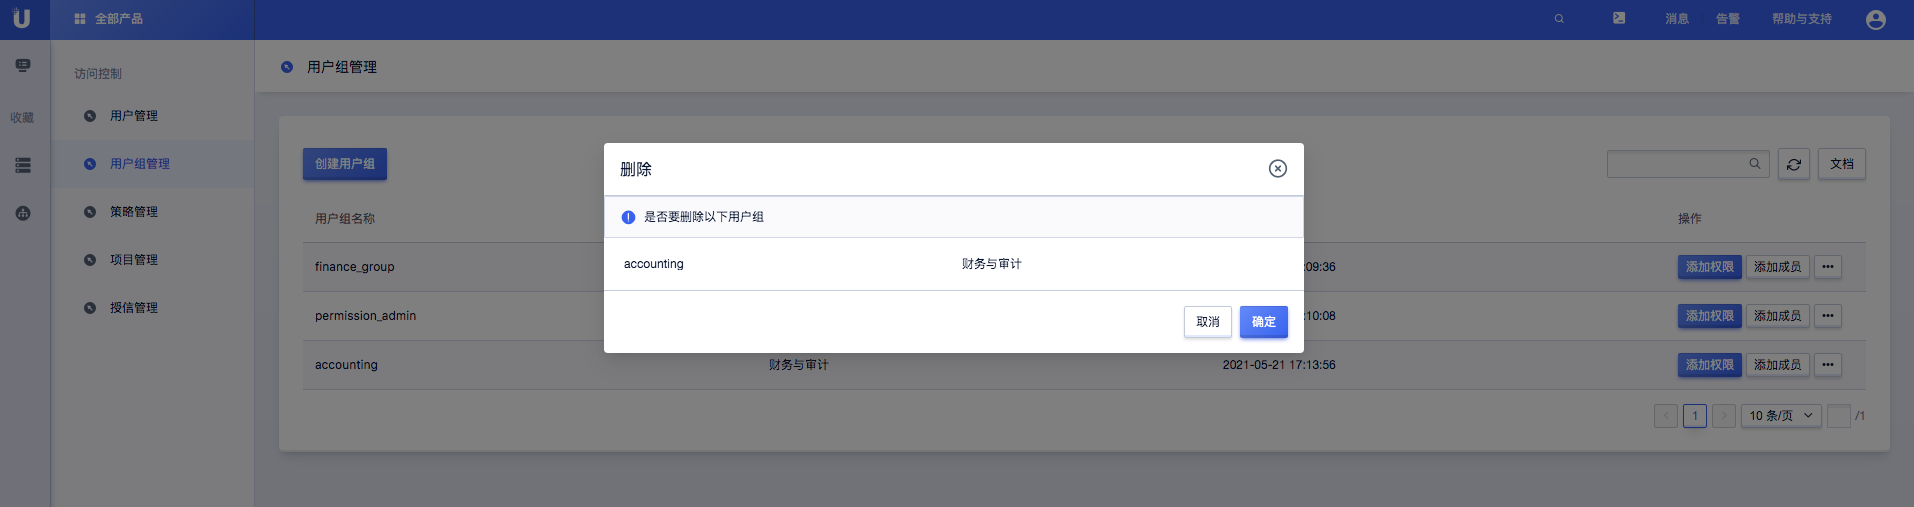 全部产品
消息
告警
帮助与支持
访问控制
收藏
用户管理
用户组管理
策略管理
项目管理
授信管理
用户组管理
创建用户组
文档
用户组名称
操作
finance_group
:09:36
添加权限
添加成员
permission_admin
:10:08
添加权限
添加成员
accounting
财务与审计
2021-05-21 17:13:56
添加权限
添加成员
1
10 条/页
/1
删除
是否要删除以下用户组
accounting
财务与审计
取消
确定